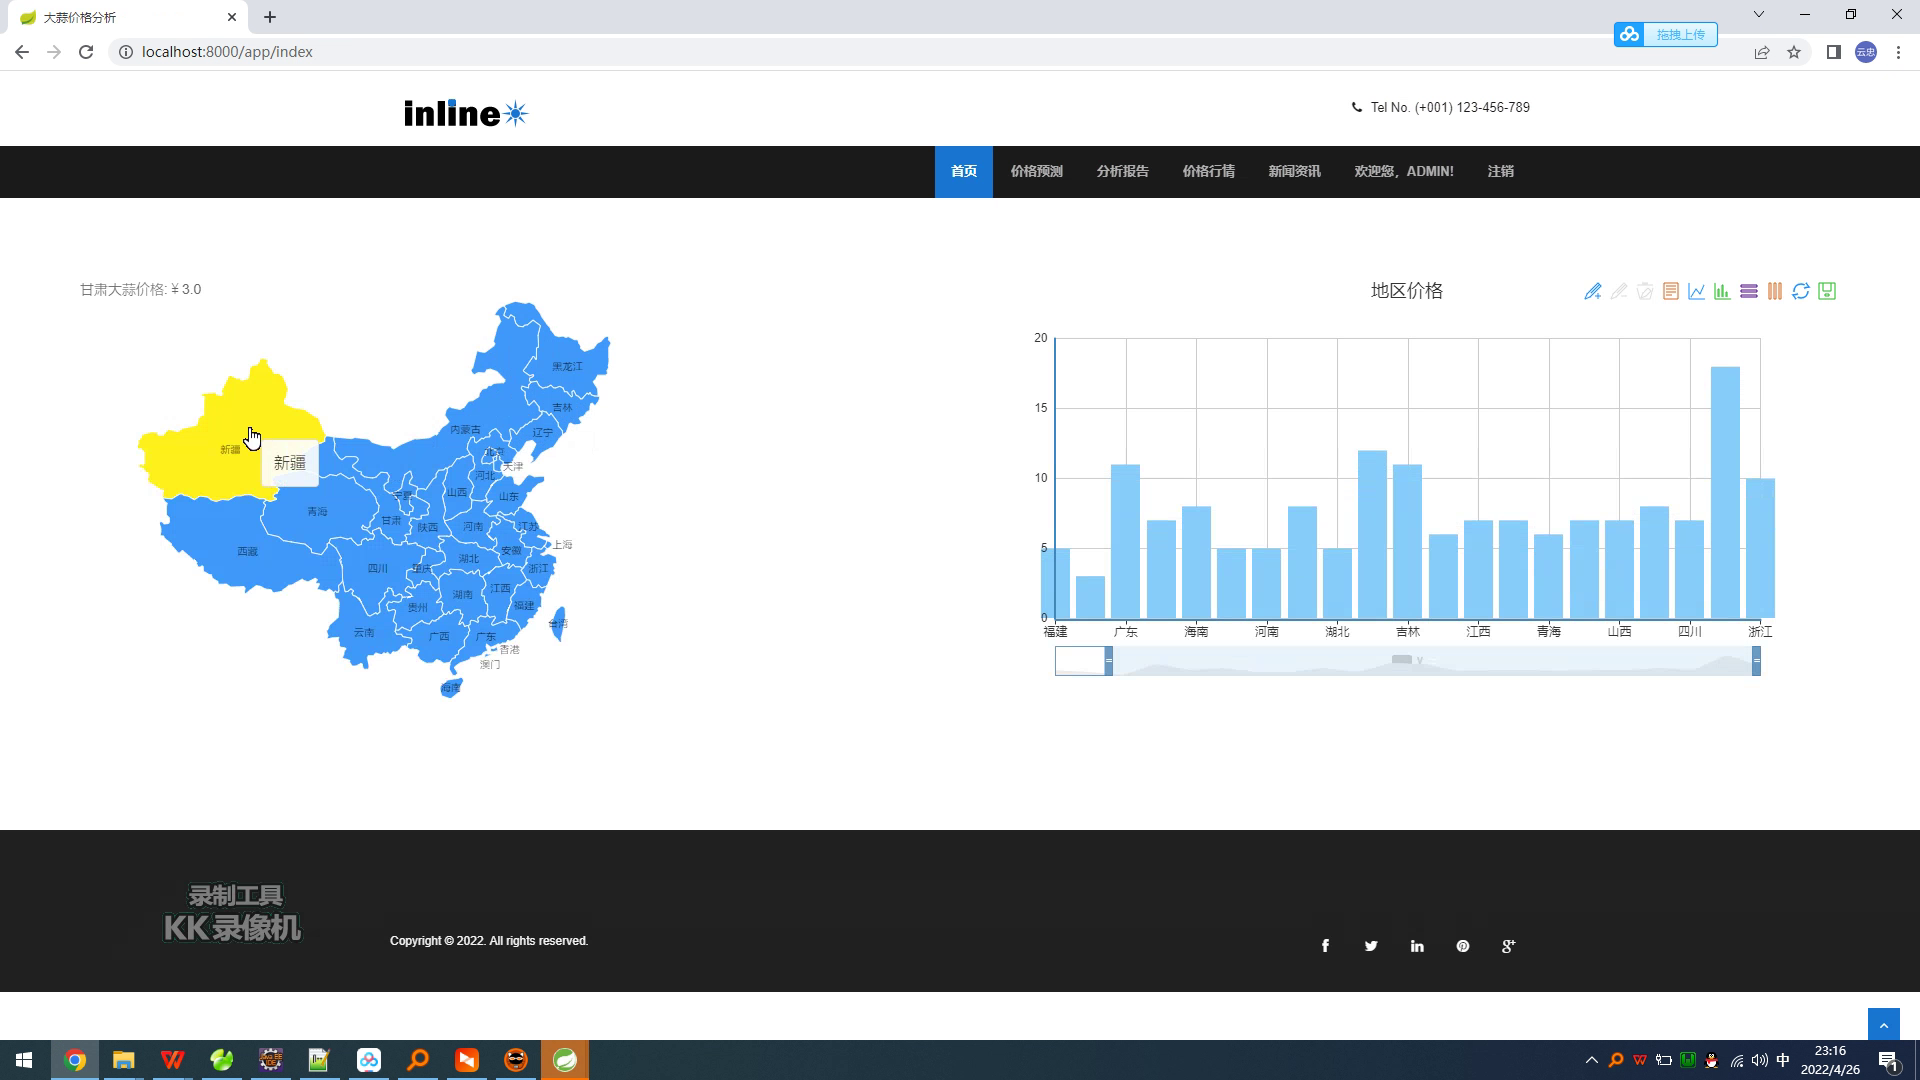 大蒜价格分析
localhost:8000/app/index
拖拽上传
云忠
inline
Tel No. (+001) 123-456-789
首页 价格预测 分析报告 价格行情 新闻资讯 欢迎您，ADMIN! 注销
甘肃大蒜价格: ¥ 3.0
黑龙江
吉林
辽宁
内蒙古
北京
天津
河北
新疆
新疆
山西
山东
宁夏
青海
甘肃
陕西
河南
江苏
上海
西藏
安徽
湖北
四川
重庆
浙江
湖南
江西
贵州
福建
台湾
云南
广西
广东
香港
澳门
海南
地区价格
20
15
10
5
0
福建 广东 海南 河南 湖北 吉林 江西 青海 山西 四川 浙江
y
录制工具
KK录像机
Copyright © 2022. All rights reserved.
中
23:16
2022/4/26
1